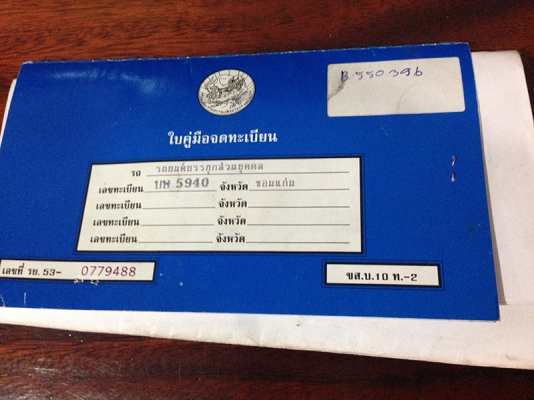 B.550396
ใบคู่มือจดทะเบียน
รถ รถยนต์บรรทุกส่วนบุคคล
เลขทะเบียน บษ 5940 จังหวัด ขอนแก่น
เลขทะเบียน จังหวัด
เลขทะเบียน จังหวัด
เลขทะเบียน จังหวัด
เลขที่ รย. 53- 0779488
ขส.บ.10 ท.-2